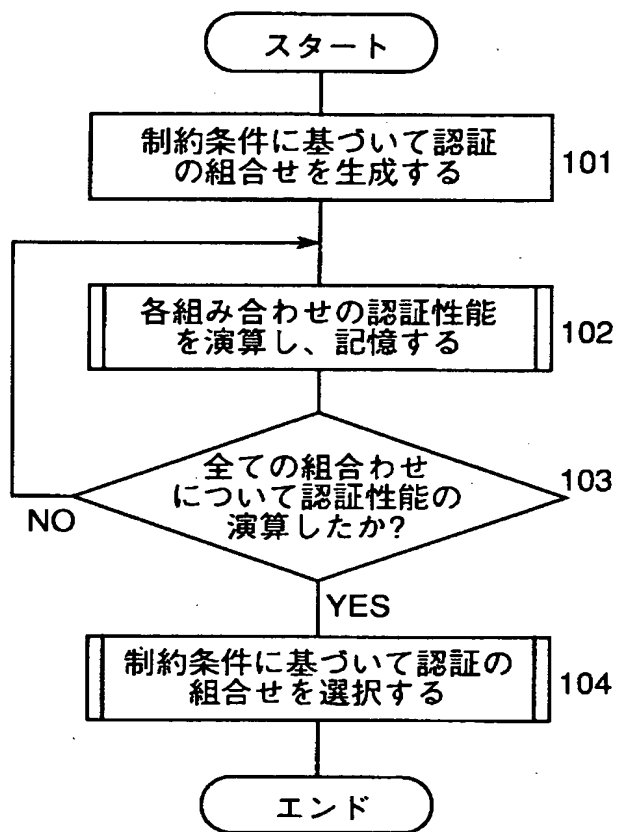 スタート
制約条件に基づいて認証
の組合せを生成する
101
各組み合わせの認証性能
を演算し、記憶する
102
全ての組合わせ
について認証性能の
演算したか?
103
NO
YES
制約条件に基づいて認証の
組合せを選択する
104
エンド